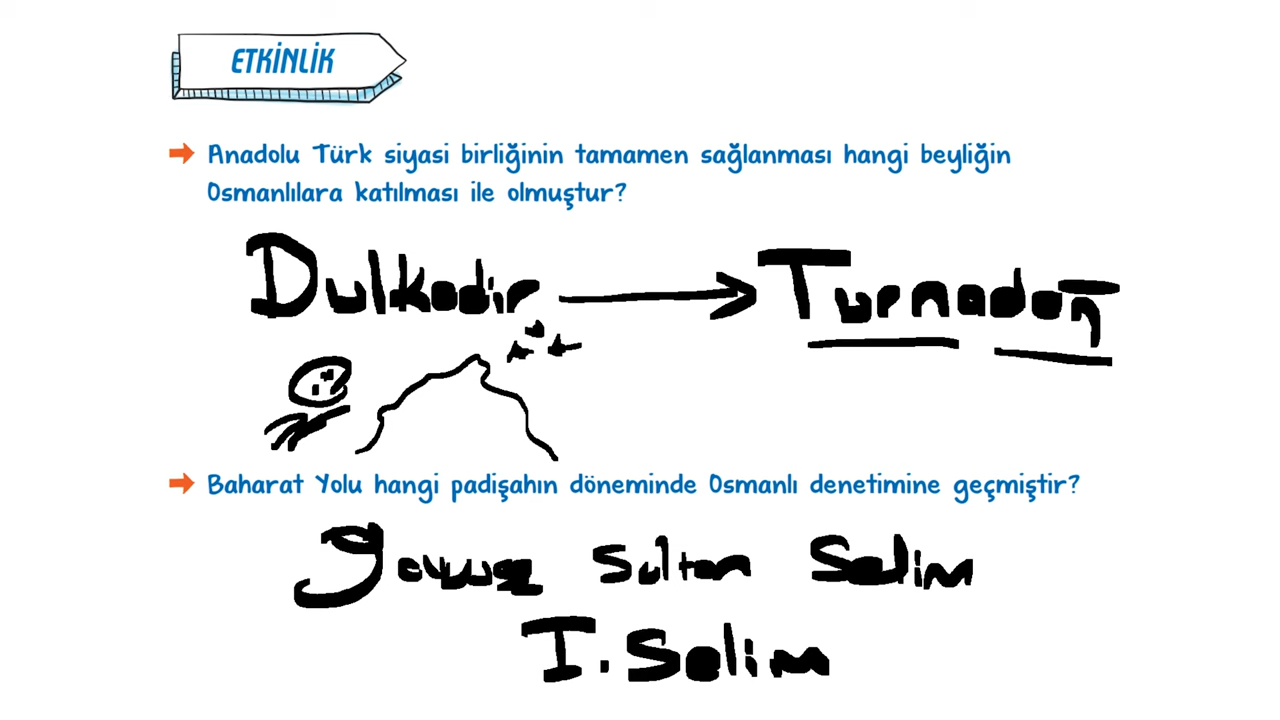 ETKİNLİK
Anadolu Türk siyasi birliğinin tamamen sağlanması hangi beyliğin
Osmanlılara katılması ile olmuştur?
Dulkadir → Turnadağ
Baharat Yolu hangi padişahın döneminde Osmanlı denetimine geçmiştir?
Yavuz Sultan Selim
I. Selim